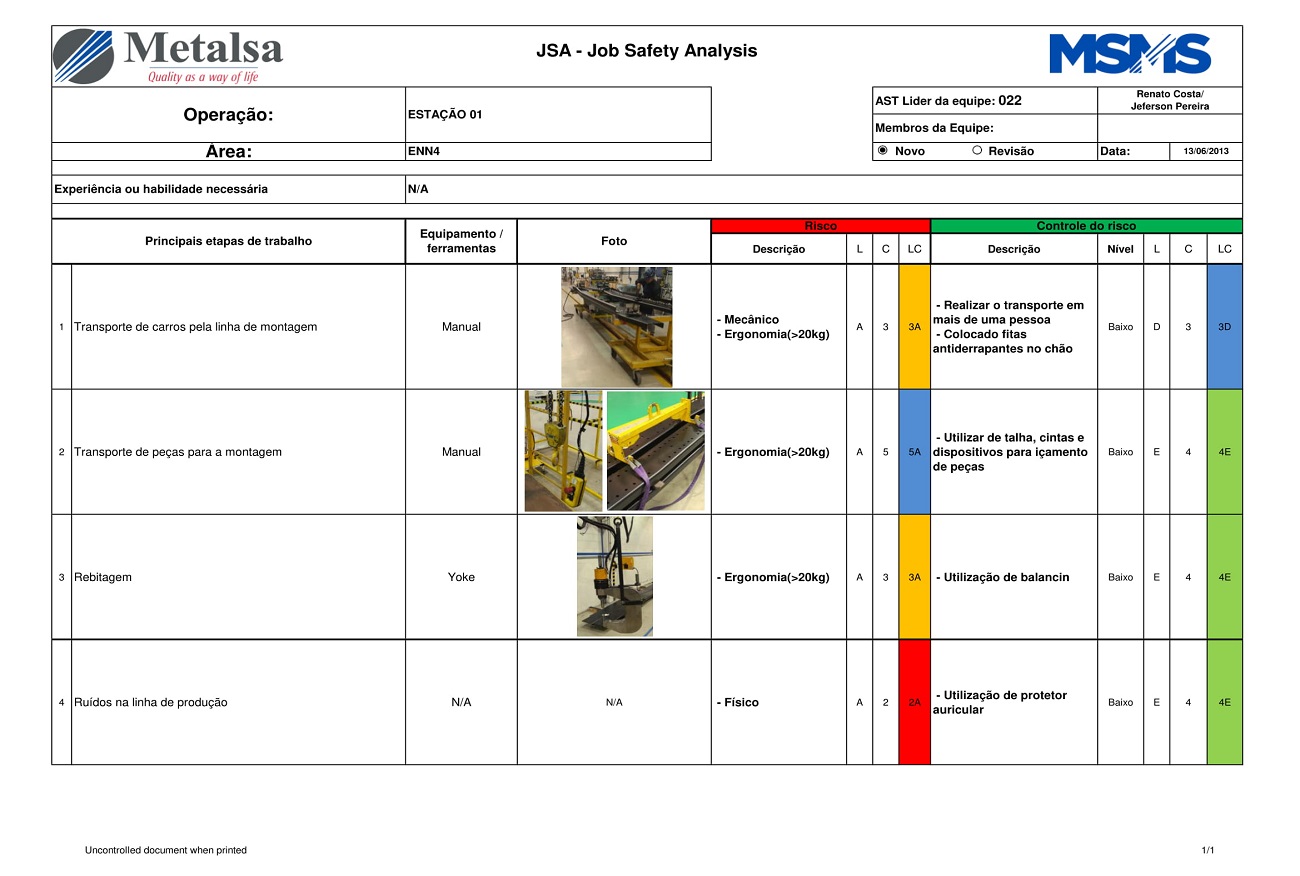 Metalsa
Quality as a way of life
JSA - Job Safety Analysis
MSMS
Operação:
ESTAÇÃO 01
AST Lider da equipe: 022
Renato Costa/
Jeferson Pereira
Membros da Equipe:
Área:
ENN4
Novo
Revisão
Data:
13/06/2013
Experiência ou habilidade necessária
N/A
Principais etapas de trabalho
Equipamento /
ferramentas
Foto
Risco
Controle do risco
Descrição
L
C
LC
Descrição
Nível
L
C
LC
1
Transporte de carros pela linha de montagem
Manual
- Mecânico
- Ergonomia(>20kg)
A
3
3A
- Realizar o transporte em
mais de uma pessoa
- Colocado fitas
antiderrapantes no chão
Baixo
D
3
3D
2
Transporte de peças para a montagem
Manual
- Ergonomia(>20kg)
A
5
5A
- Utilizar de talha, cintas e
dispositivos para içamento
de peças
Baixo
E
4
4E
3
Rebitagem
Yoke
- Ergonomia(>20kg)
A
3
3A
- Utilização de balancin
Baixo
E
4
4E
4
Ruídos na linha de produção
N/A
N/A
- Físico
A
2
2A
- Utilização de protetor
auricular
Baixo
E
4
4E
Uncontrolled document when printed
1/1